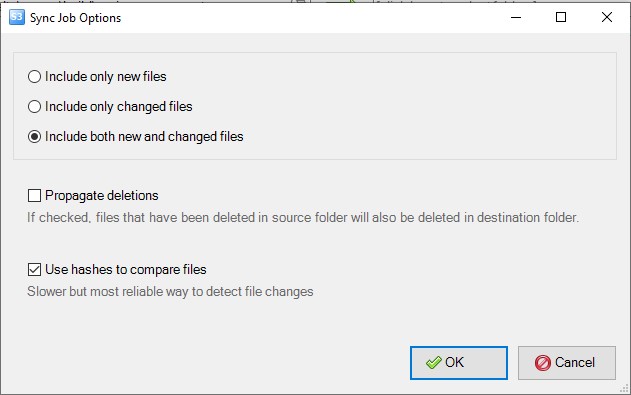 S3 Sync Job Options
Include only new files
Include only changed files
Include both new and changed files
Propagate deletions
If checked, files that have been deleted in source folder will also be deleted in destination folder.
Use hashes to compare files
Slower but most reliable way to detect file changes
OK Cancel